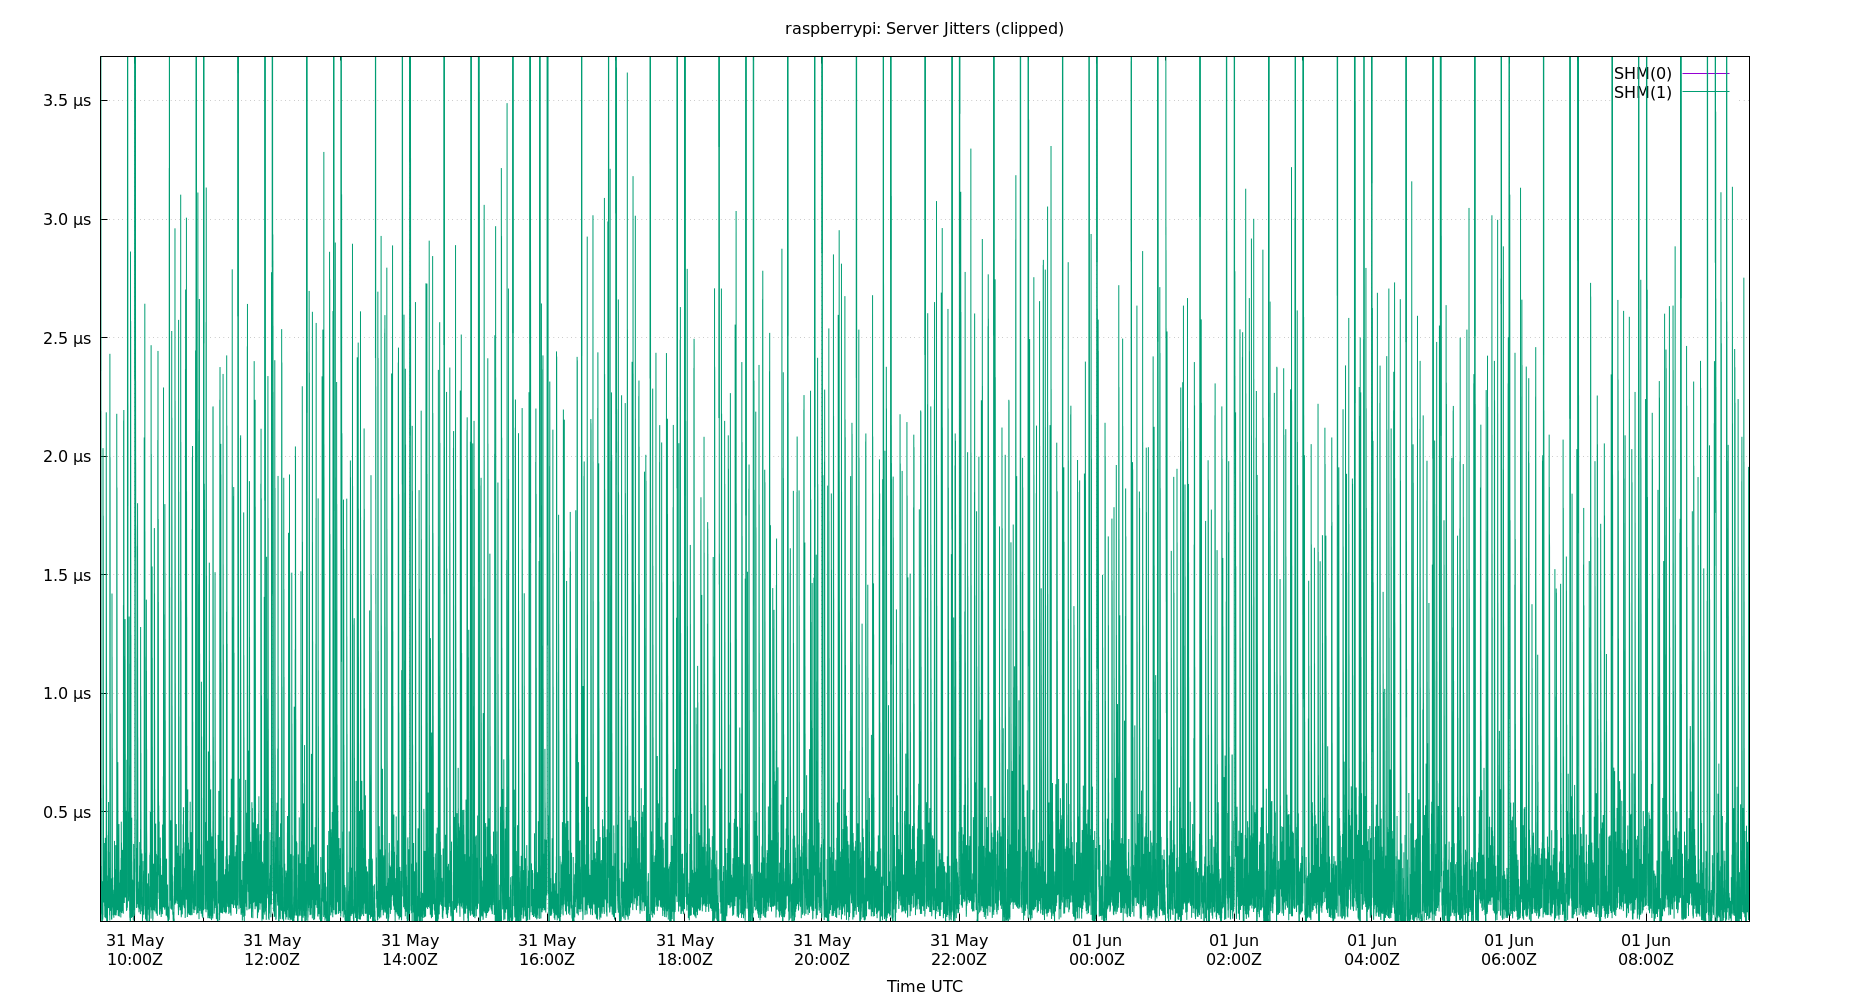 raspberrypi: Server Jitters (clipped)
SHM(0)
SHM(1)
3.5 µs
3.0 µs
2.5 µs
2.0 µs
1.5 µs
1.0 µs
0.5 µs
31 May 31 May 31 May 31 May 31 May 31 May 31 May 01 Jun 01 Jun 01 Jun 01 Jun 01 Jun
10:00Z 12:00Z 14:00Z 16:00Z 18:00Z 20:00Z 22:00Z 00:00Z 02:00Z 04:00Z 06:00Z 08:00Z
Time UTC